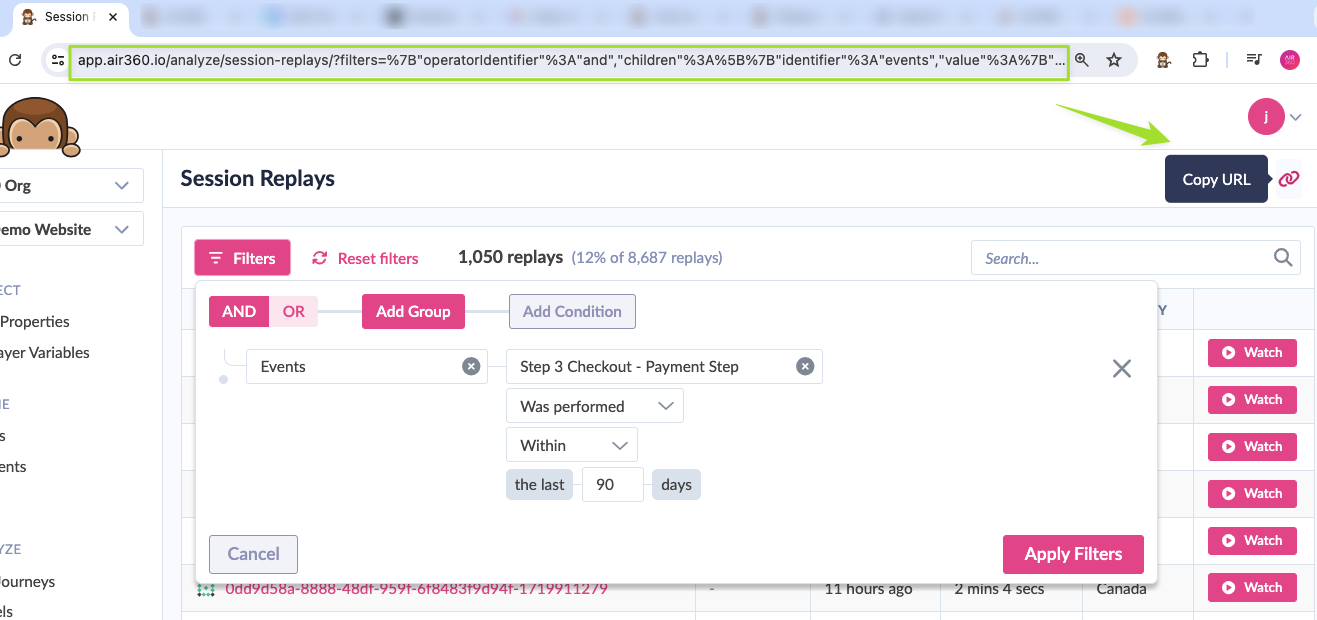 Session
app.air360.io/analyze/session-replays/?filters=%7B"operatorIdentifier"%3A"and","children"%3A%5B%7B"identifier"%3A"events","value"%3A%7B"...
j
Org
emo Website
Session Replays
Copy URL
Filters
Reset filters
1,050 replays (12% of 8,687 replays)
Search...
AND
OR
Add Group
Add Condition
Y
ECT
Properties
ayer Variables
Events
Step 3 Checkout - Payment Step
Watch
Was performed
Watch
Within
Watch
the last
90
days
Watch
NE
s
ents
Cancel
Apply Filters
Watch
YZE
Journeys
els
0dd9d58a-8888-48df-959f-6f8483f9d94f-1719911279
-
11 hours ago
2 mins 4 secs
Canada
Watch